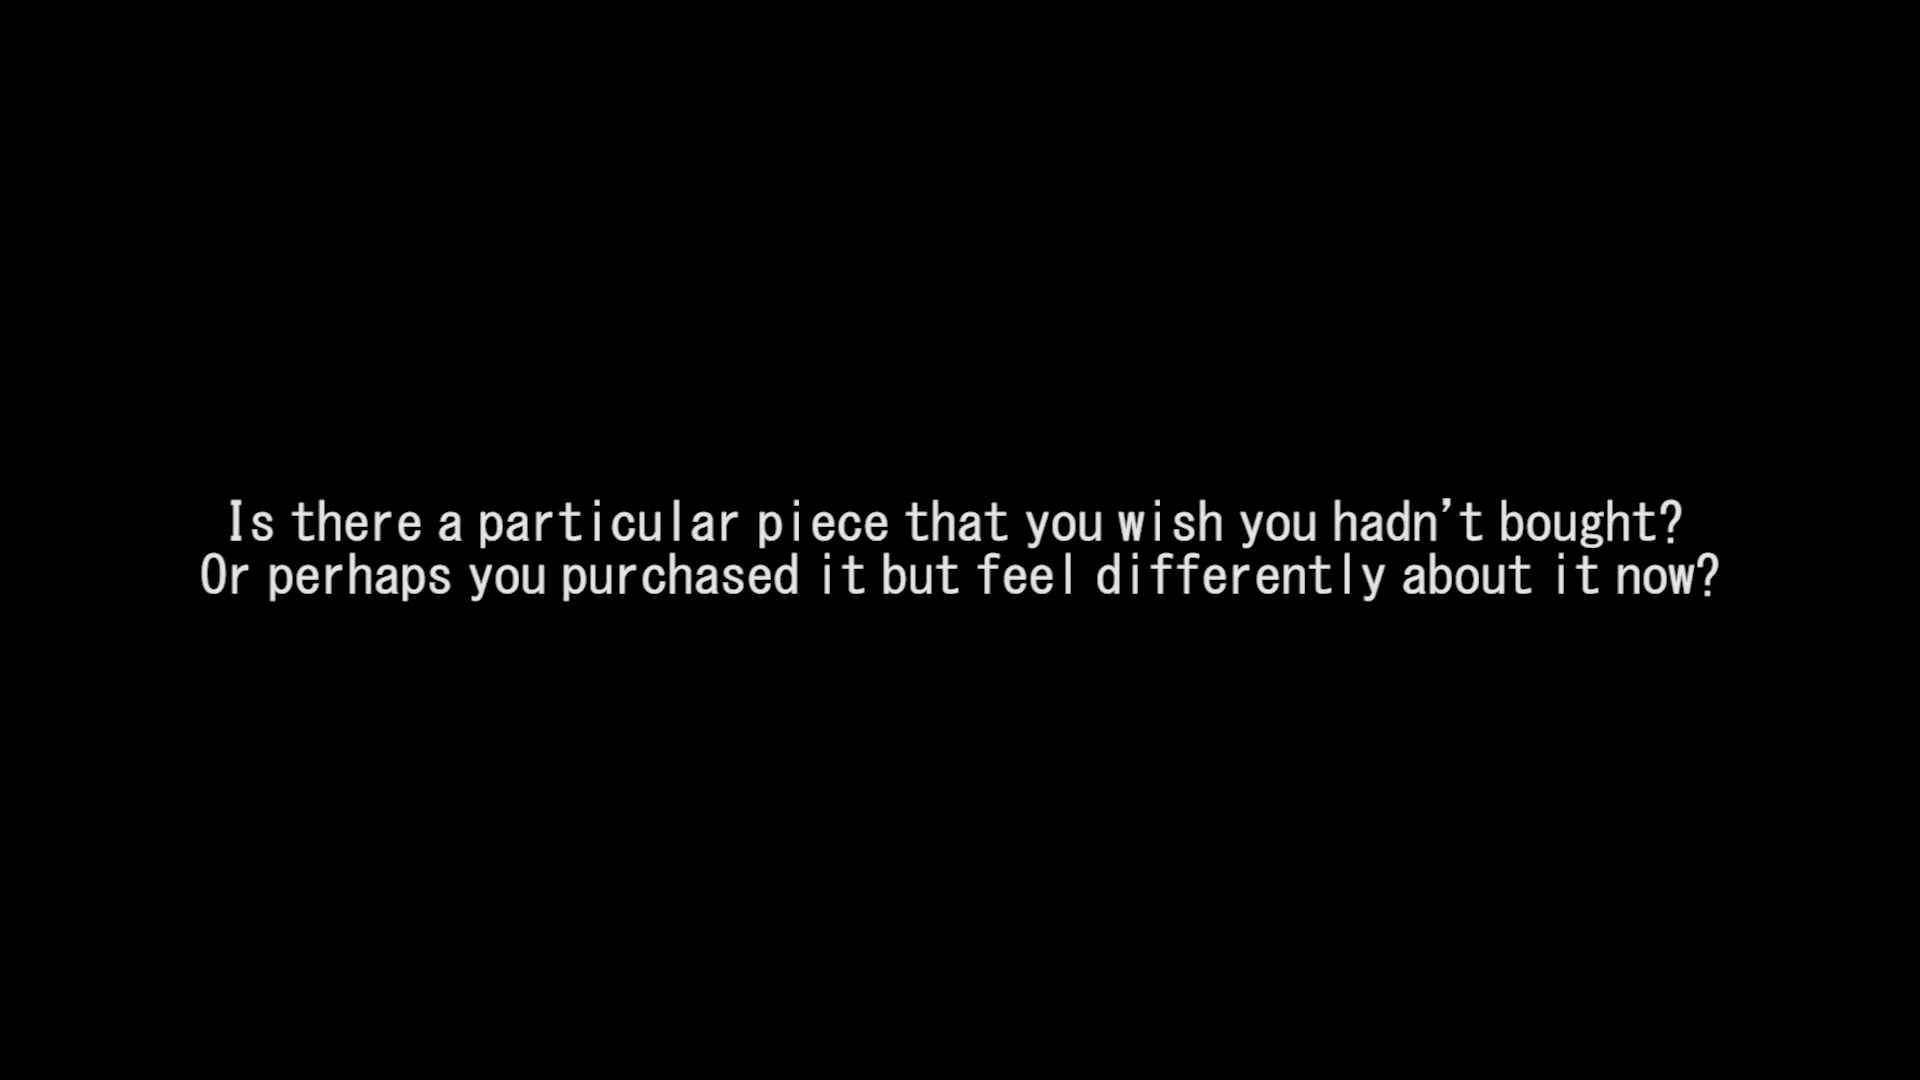 Is there a particular piece that you wish you hadn't bought?
Or perhaps you purchased it but feel differently about it now?